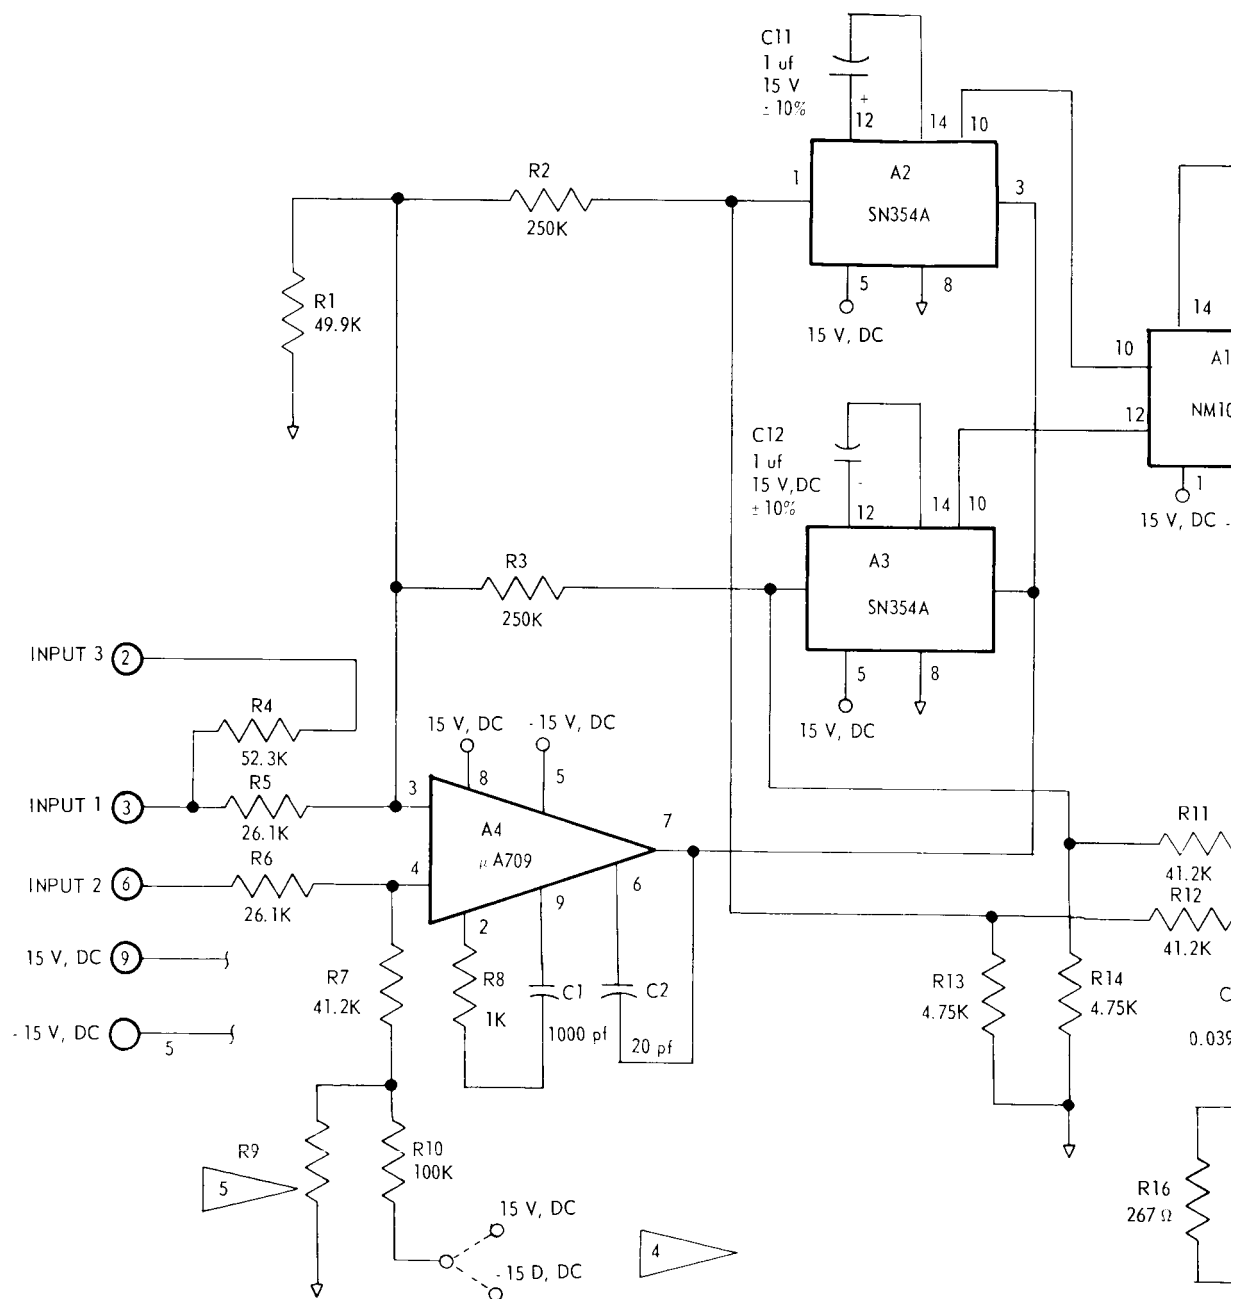 C11
1 uf
15 V
± 10%
+
12
14
10
1
A2
SN354A
3
5
8
15 V, DC
R2
250K
R1
49.9K
14
10
A1
12
NM10
1
15 V, DC -
C12
1 uf
15 V, DC
± 10%
-
12
14
10
A3
SN354A
5
8
15 V, DC
R3
250K
INPUT 3 2
R4
52.3K
INPUT 1 3
R5
26.1K
INPUT 2 6
R6
26.1K
15 V, DC 9
- 15 V, DC
5
15 V, DC
- 15 V, DC
8
5
3
4
A4
μA709
7
6
9
2
R7
41.2K
R8
1K
C1
1000 pf
C2
20 pf
R11
41.2K
R12
41.2K
R13
4.75K
R14
4.75K
C
0.039
R9
5
R10
100K
15 V, DC
- 15 D, DC
4
R16
267 Ω